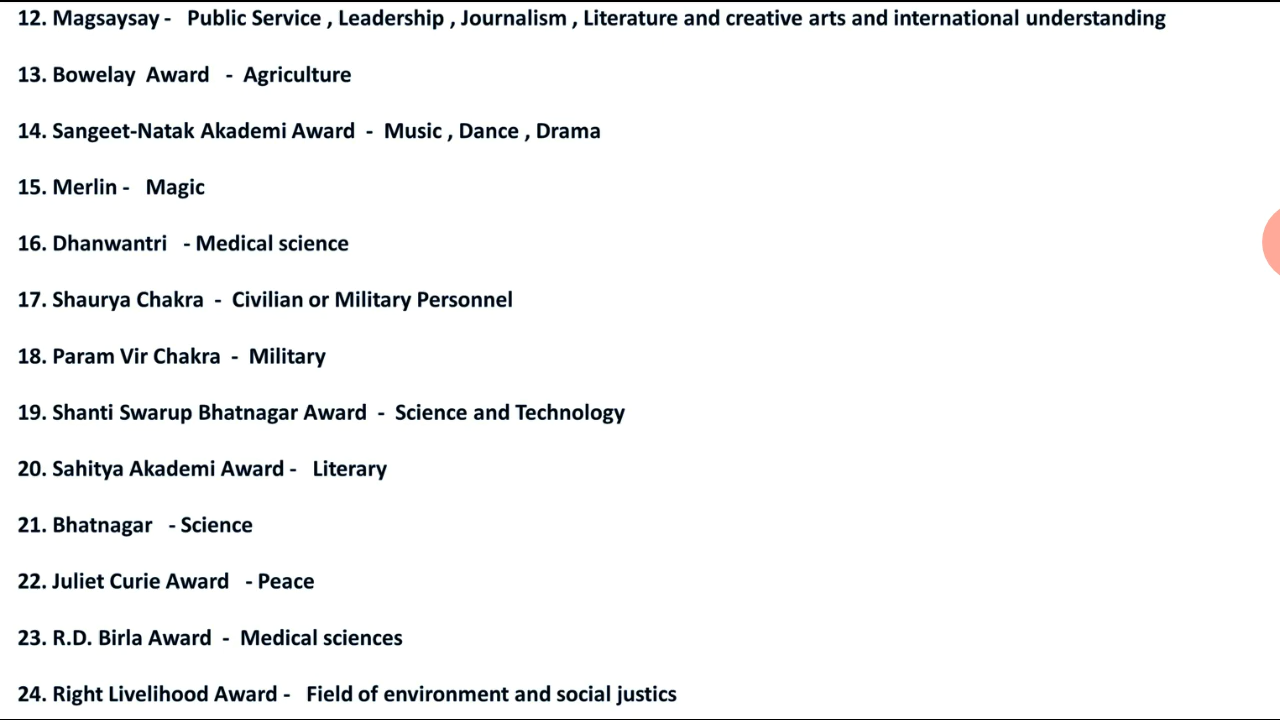 12. Magsaysay - Public Service , Leadership , Journalism , Literature and creative arts and international understanding
13. Bowelay Award - Agriculture
14. Sangeet-Natak Akademi Award - Music , Dance , Drama
15. Merlin - Magic
16. Dhanwantri - Medical science
17. Shaurya Chakra - Civilian or Military Personnel
18. Param Vir Chakra - Military
19. Shanti Swarup Bhatnagar Award - Science and Technology
20. Sahitya Akademi Award - Literary
21. Bhatnagar - Science
22. Juliet Curie Award - Peace
23. R.D. Birla Award - Medical sciences
24. Right Livelihood Award - Field of environment and social justics